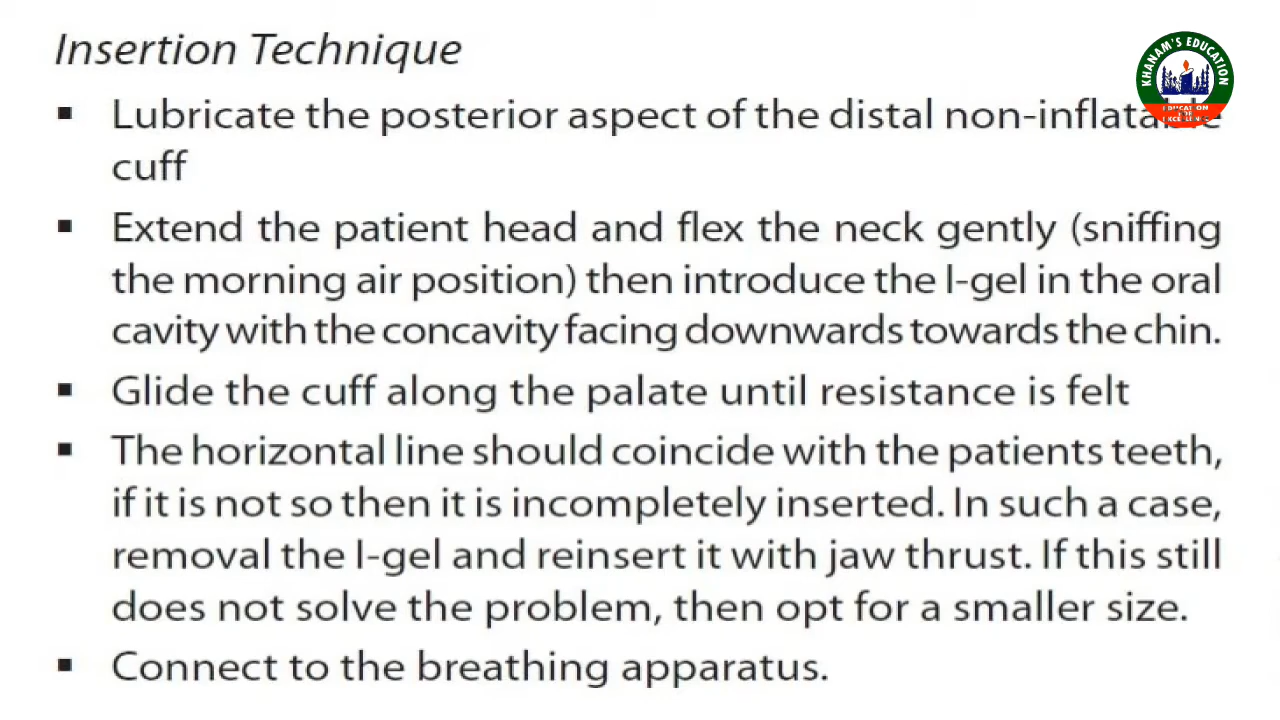 Insertion Technique
▪ Lubricate the posterior aspect of the distal non-inflatable
cuff
▪ Extend the patient head and flex the neck gently (sniffing
the morning air position) then introduce the I-gel in the oral
cavity with the concavity facing downwards towards the chin.
▪ Glide the cuff along the palate until resistance is felt
▪ The horizontal line should coincide with the patients teeth,
if it is not so then it is incompletely inserted. In such a case,
removal the I-gel and reinsert it with jaw thrust. If this still
does not solve the problem, then opt for a smaller size.
▪ Connect to the breathing apparatus.
KHANAM'S EDUCATION
EDUCATION
FOR
EXCELLENCE